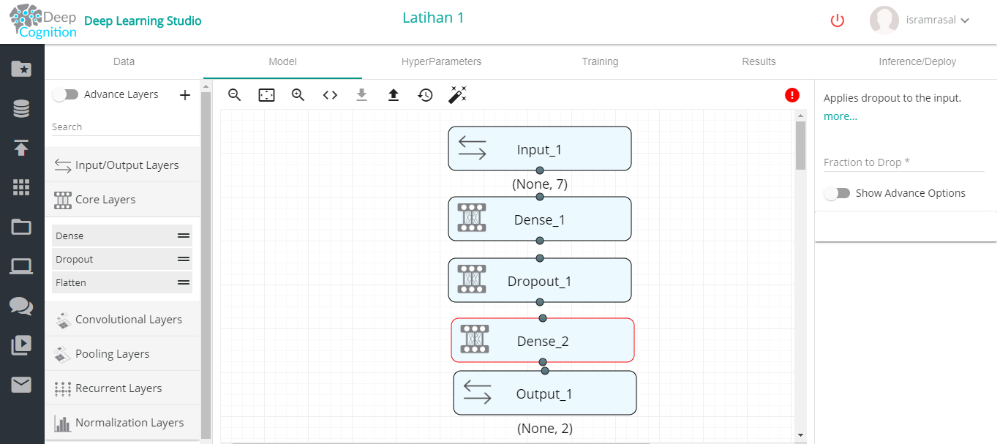 Deep
Cognition
Deep Learning Studio
Latihan 1
isramrasal
Data
Model
HyperParameters
Training
Results
Inference/Deploy
Advance Layers
Search
Input/Output Layers
Core Layers
Dense
Dropout
Flatten
Convolutional Layers
Pooling Layers
Recurrent Layers
Normalization Layers
Input_1
(None, 7)
Dense_1
Dropout_1
Dense_2
Output_1
(None, 2)
Applies dropout to the input.
more...
Fraction to Drop *
Show Advance Options